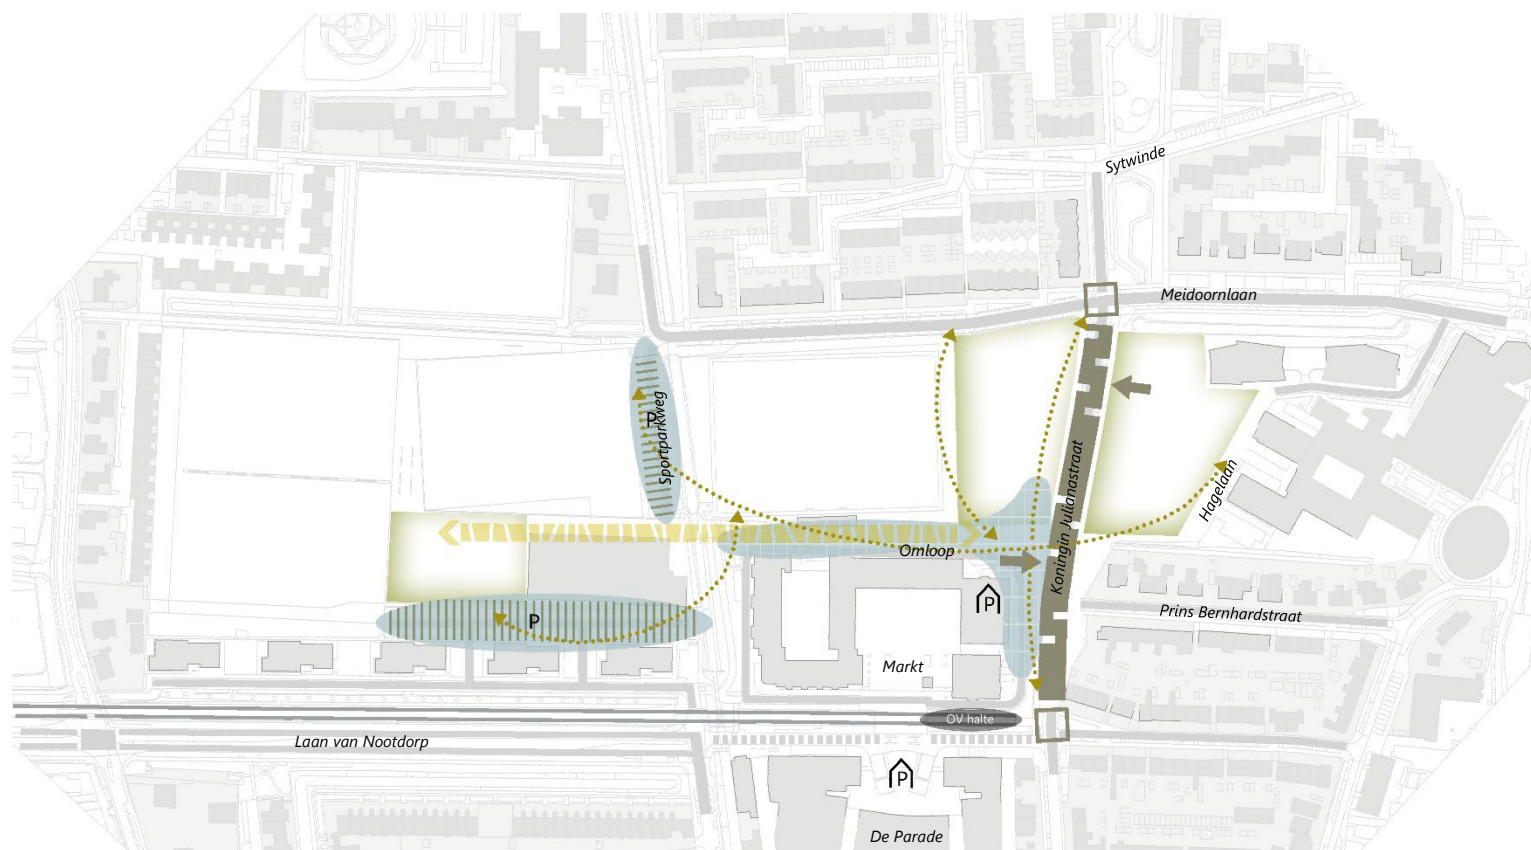 Sytwinde
Meidoornlaan
P
Sportparkweg
Koningin Julianastraat
Hagelaan
Omloop
P
P
Prins Bernhardstraat
Markt
OV halte
Laan van Nootdorp
P
De Parade